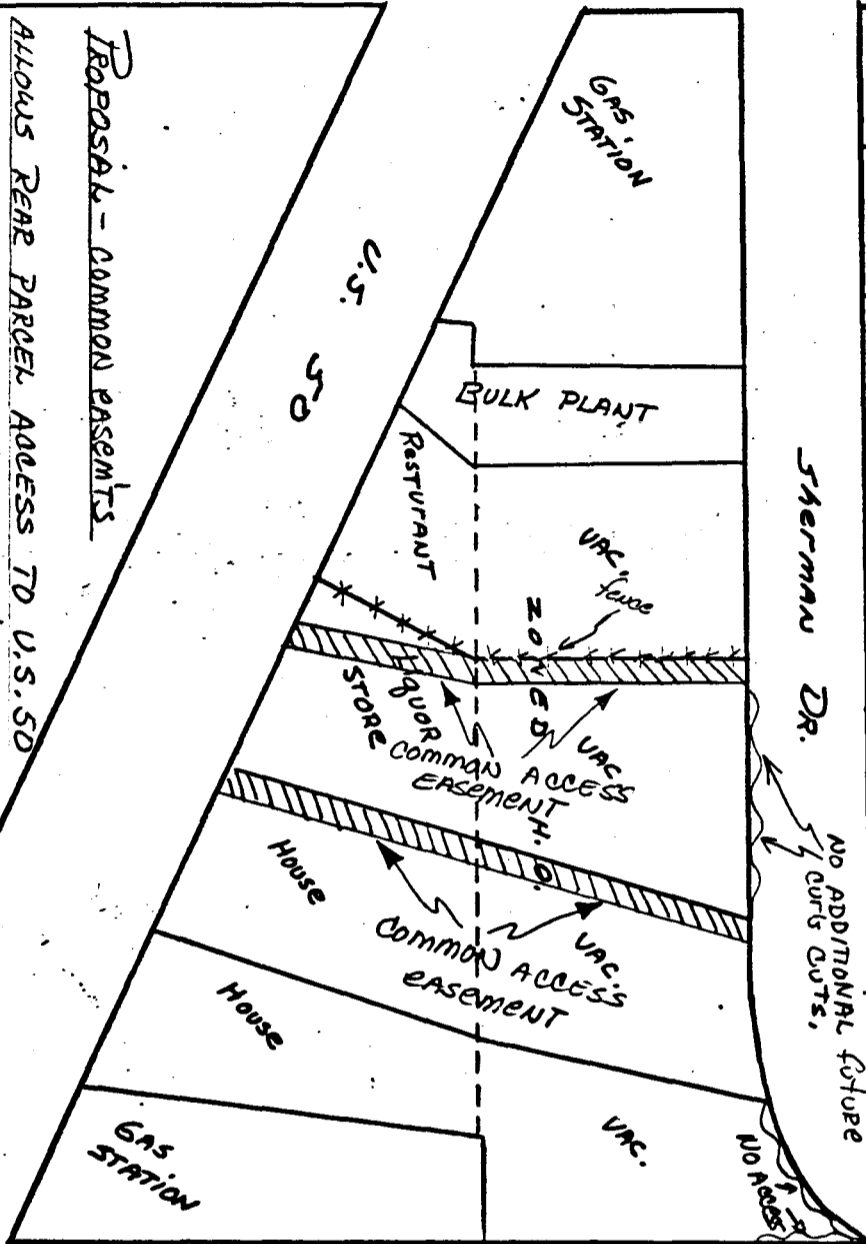 Sherman Dr.
NO ADDITIONAL future
curb cuts.
NO ACCESS
GAS.
STATION
BULK PLANT
VAC.
fence
ZONED H.O.
VAC.
VAC.
VAC.
RESTURANT
LIQUOR
STORE
COMMON ACCESS
EASEMENT
House
COMMON ACCESS
EASEMENT
House
GAS
STATION
U.S. 50
PROPOSAL - COMMON EASEMTS
ALLOWS REAR PARCEL ACCESS TO U.S. 50